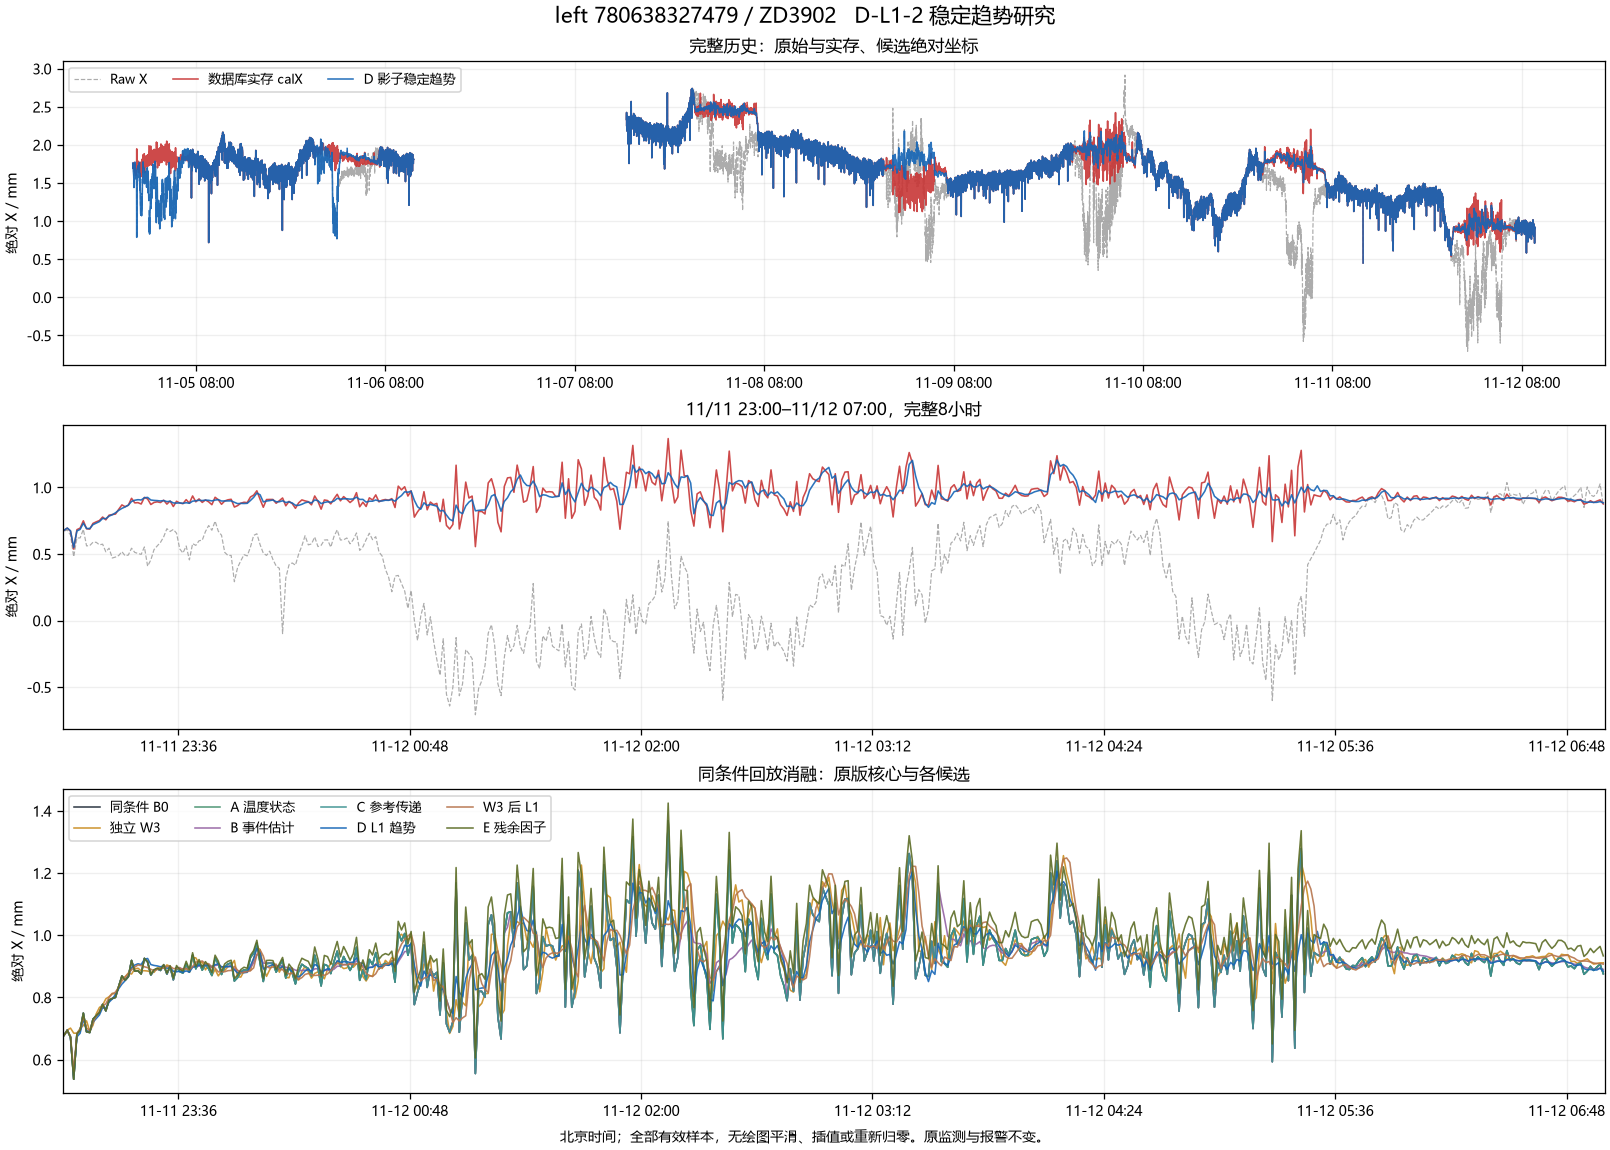 left 780638327479 / ZD3902   D-L1-2 稳定趋势研究
完整历史：原始与实存、候选绝对坐标
Raw X
数据库实存 calX
D 影子稳定趋势
绝对 X / mm
3.0
2.5
2.0
1.5
1.0
0.5
0.0
-0.5
11-05 08:00
11-06 08:00
11-07 08:00
11-08 08:00
11-09 08:00
11-10 08:00
11-11 08:00
11-12 08:00
11/11 23:00–11/12 07:00，完整8小时
绝对 X / mm
1.0
0.5
0.0
-0.5
11-11 23:36
11-12 00:48
11-12 02:00
11-12 03:12
11-12 04:24
11-12 05:36
11-12 06:48
同条件回放消融：原版核心与各候选
同条件 B0
A 温度状态
C 参考传递
W3 后 L1
独立 W3
B 事件估计
D L1 趋势
E 残余因子
绝对 X / mm
1.4
1.2
1.0
0.8
0.6
11-11 23:36
11-12 00:48
11-12 02:00
11-12 03:12
11-12 04:24
11-12 05:36
11-12 06:48
北京时间；全部有效样本，无绘图平滑、插值或重新归零。原监测与报警不变。